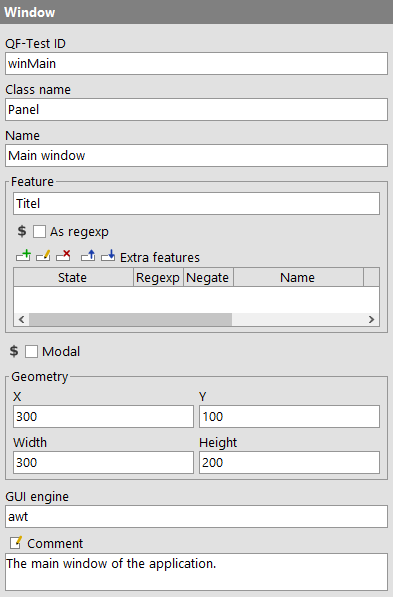 Window
QF-Test ID
winMain
Class name
Panel
Name
Main window
Feature
Titel
$ As regexp
Extra features
State Regexp Negate Name
$ Modal
Geometry
X Y
300 100
Width Height
300 200
GUI engine
awt
Comment
The main window of the application.